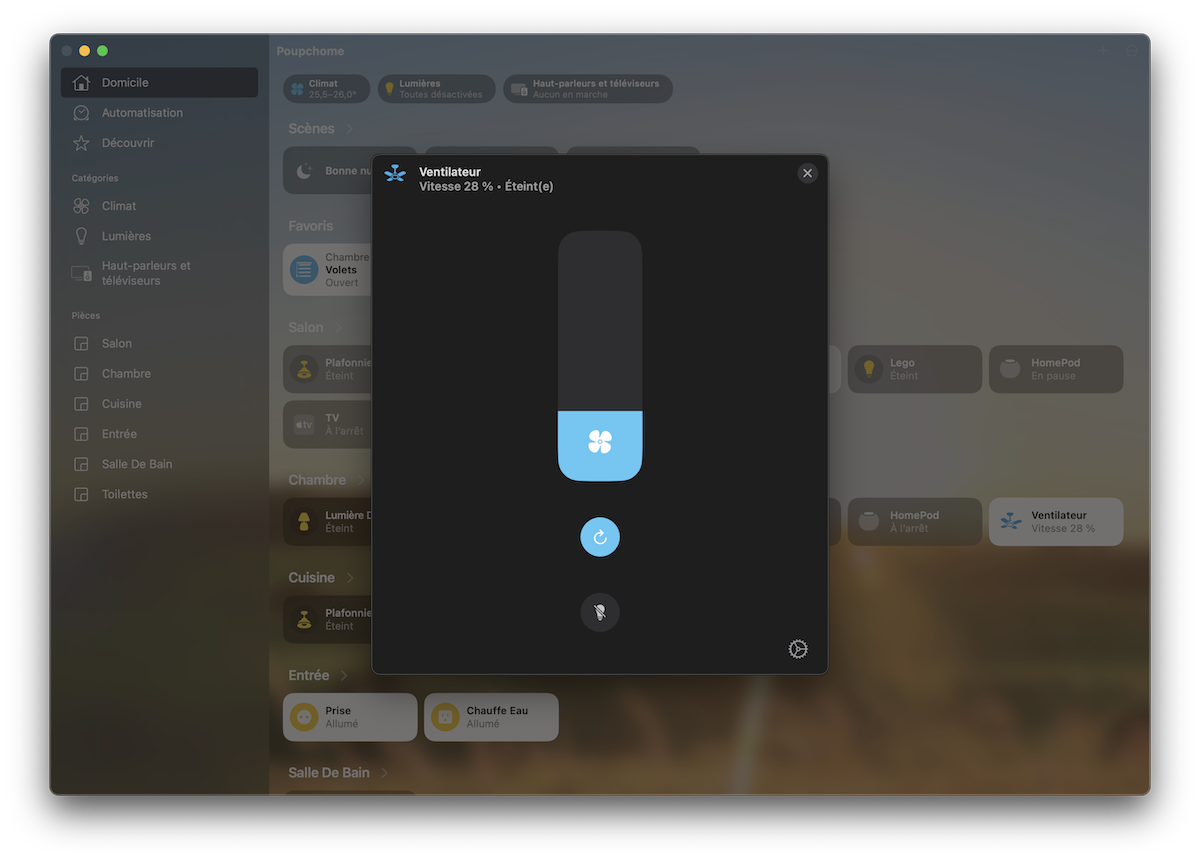 Poupchome
Domicile
Automatisation
Découvrir
Catégories
Climat
Lumières
Haut-parleurs et
téléviseurs
Pièces
Salon
Chambre
Cuisine
Entrée
Salle De Bain
Toilettes
Climat
25,5–26,0°
Lumières
Toutes désactivées
Haut-parleurs et téléviseurs
Aucun en marche
Scènes
Bonne nu
Favoris
Chambre
Volets
Ouvert
Salon
Plafonnie
Éteint
Lego
Éteint
HomePod
En pause
tv
TV
À l'arrêt
Chambre
Lumière D
Éteint
HomePod
À l'arrêt
Ventilateur
Vitesse 28 %
Cuisine
Plafonnie
Éteint
Entrée
Prise
Allumé
Chauffe Eau
Allumé
Salle De Bain
Ventilateur
Vitesse 28 % • Éteint(e)